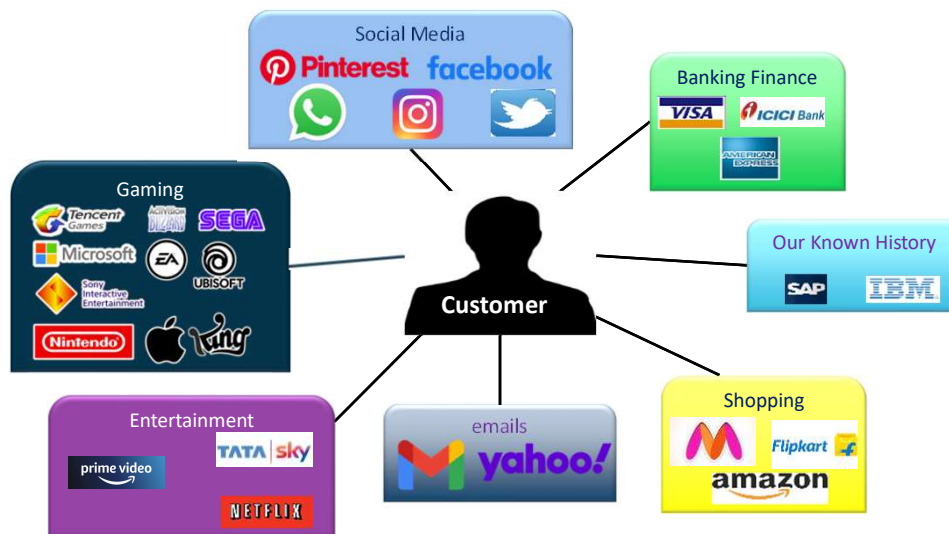 Social Media
Pinterest facebook
Banking Finance
VISA ICICI Bank
AMERICAN EXPRESS
Gaming
Tencent Games
ACTIVISION BLIZZARD
SEGA
Microsoft
EA
UBISOFT
Sony
Interactive
Entertainment
Nintendo
King
Customer
Our Known History
SAP IBM
Entertainment
TATA sky
prime video
NETFLIX
emails
yahoo!
Shopping
Flipkart
amazon